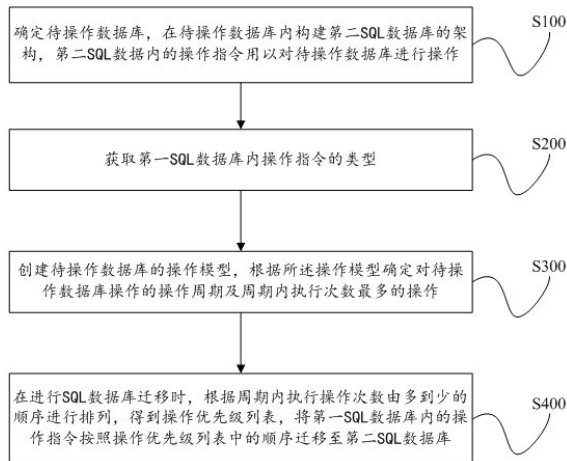 确定待操作数据库，在待操作数据库内构建第二SQL数据库的架
构，第二SQL数据内的操作指令用以对待操作数据库进行操作
S100
获取第一SQL数据库内操作指令的类型
S200
创建待操作数据库的操作模型，根据所述操作模型确定对待操
作数据库操作的操作周期及周期内执行次数最多的操作
S300
在进行SQL数据库迁移时，根据周期内执行操作次数由多到少的
顺序进行排列，得到操作优先级列表，将第一SQL数据库内的操
作指令按照操作优先级列表中的顺序迁移至第二SQL数据库
S400